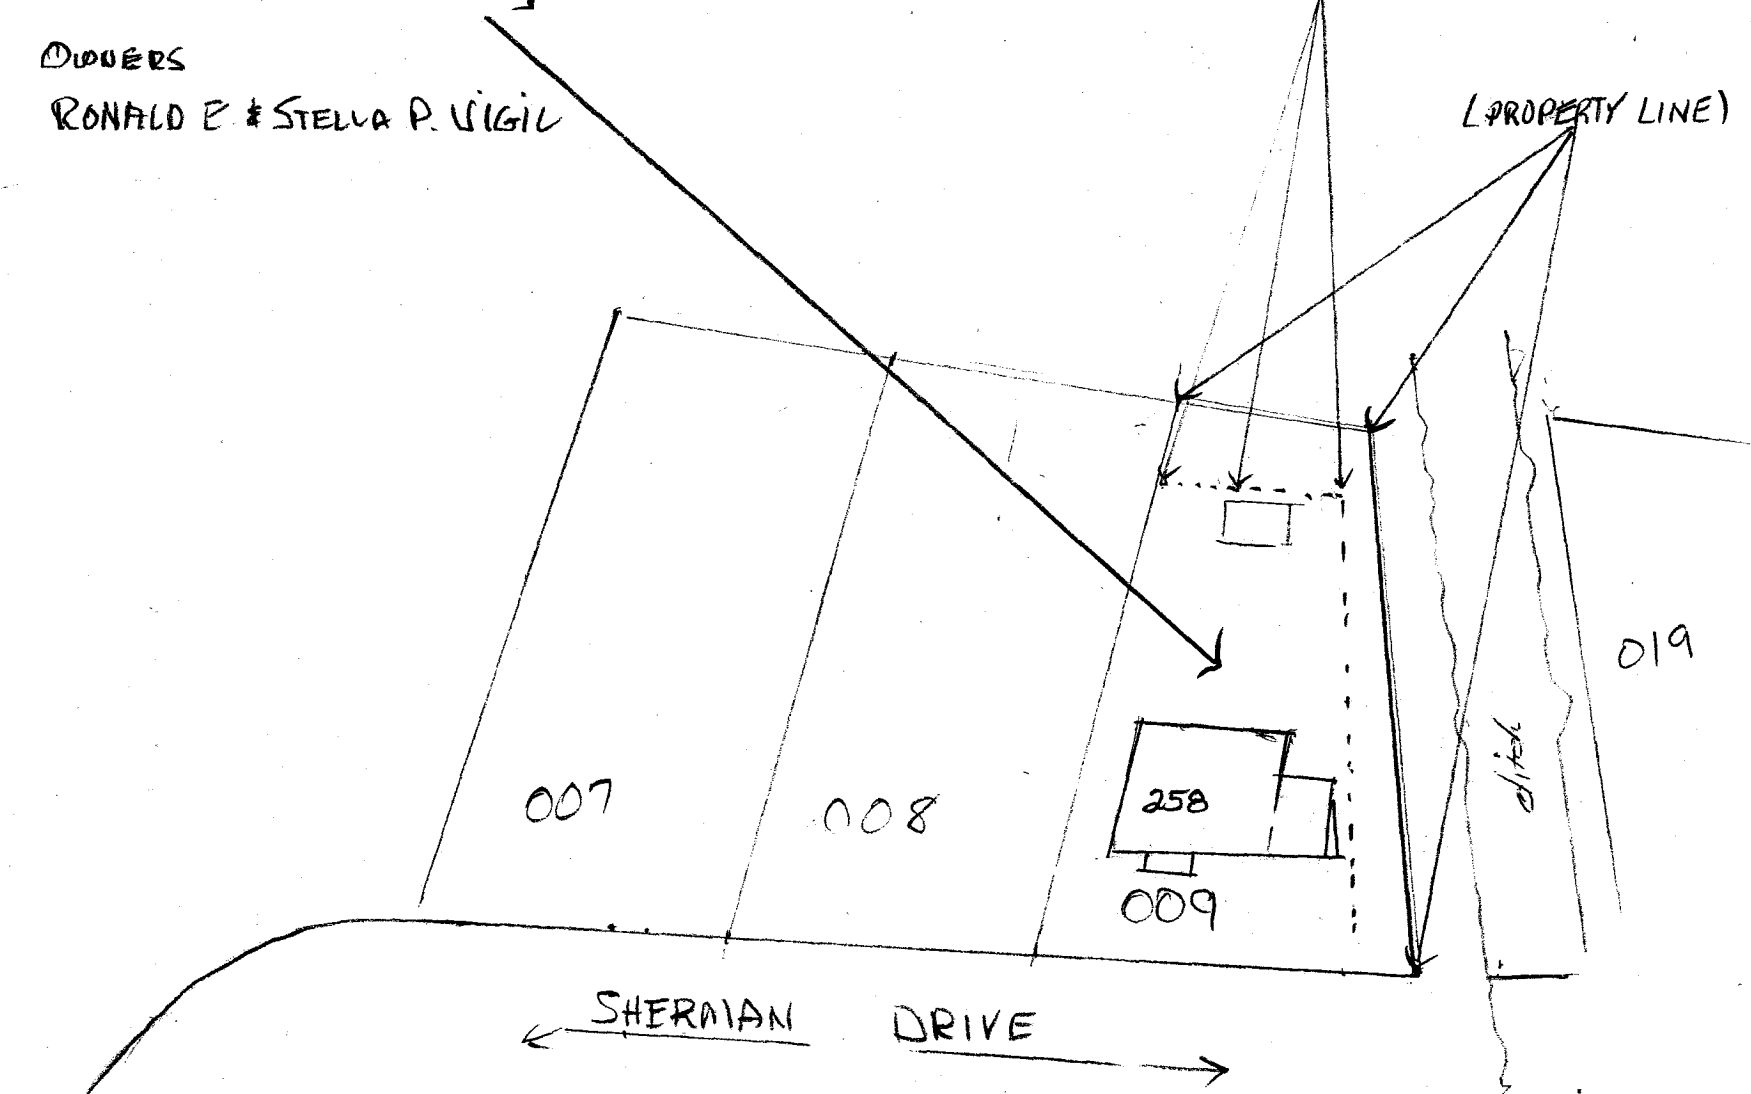 OWNERS
RONALD E & STELLA P. VIGIL
(PROPERTY LINE)
019
ditch
007
008
258
009
SHERMAN DRIVE